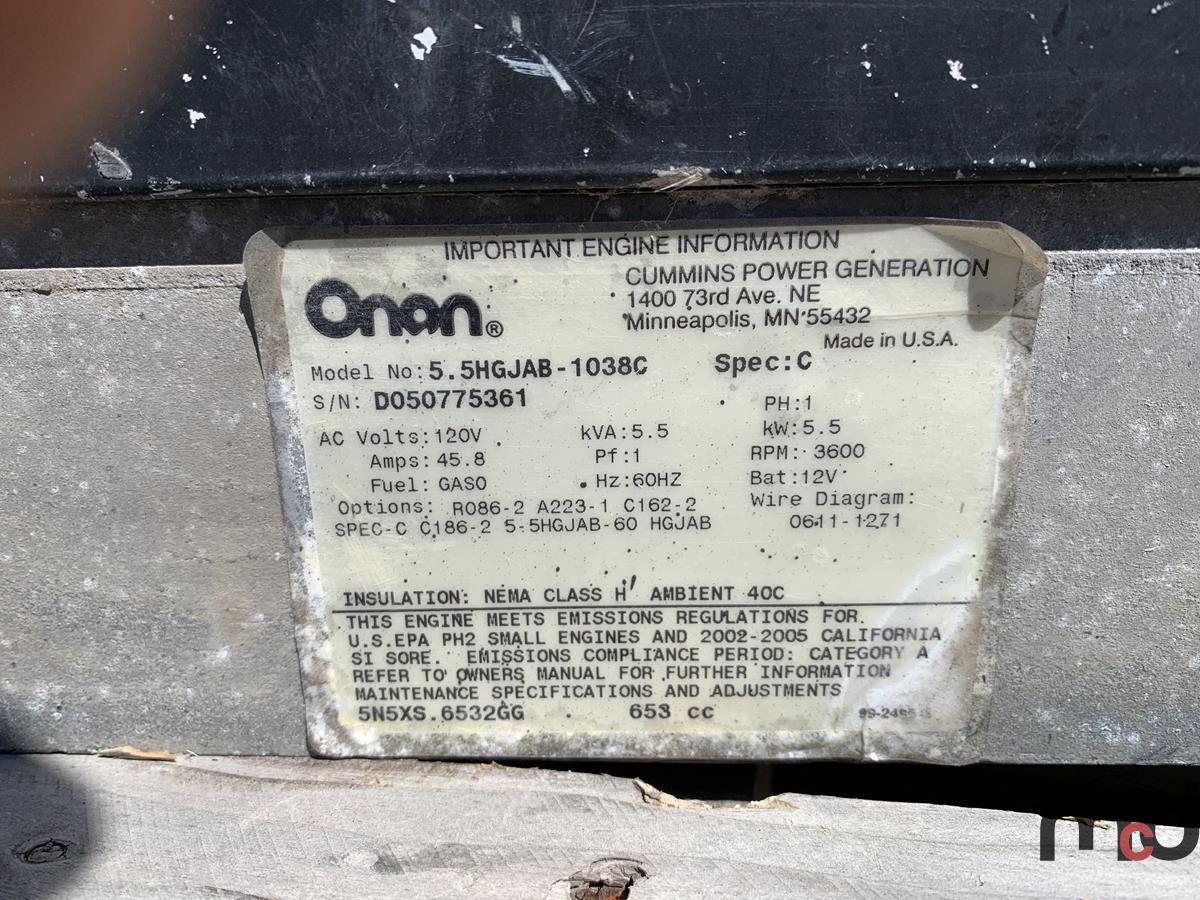 IMPORTANT ENGINE INFORMATION
Onan®
CUMMINS POWER GENERATION
1400 73rd Ave. NE
Minneapolis, MN 55432
Made in U.S.A.
Model No: 5.5HGJAB-1038C Spec: C
S/N: D050775361 PH:1
AC Volts: 120V kVA: 5.5 kW: 5.5
Amps: 45.8 Pf: 1 RPM: 3600
Fuel: GASO Hz: 60HZ Bat: 12V
Options: R086-2 A223-1 C162-2 Wire Diagram:
SPEC-C C186-2 5-5HGJAB-60 HGJAB 0611-1271
INSULATION: NEMA CLASS H AMBIENT 40C
THIS ENGINE MEETS EMISSIONS REGULATIONS FOR
U.S.EPA PH2 SMALL ENGINES AND 2002-2005 CALIFORNIA
SI SORE. EMISSIONS COMPLIANCE PERIOD: CATEGORY A
REFER TO OWNERS MANUAL FOR FURTHER INFORMATION
MAINTENANCE SPECIFICATIONS AND ADJUSTMENTS
5N5XS.6532GG 653 cc